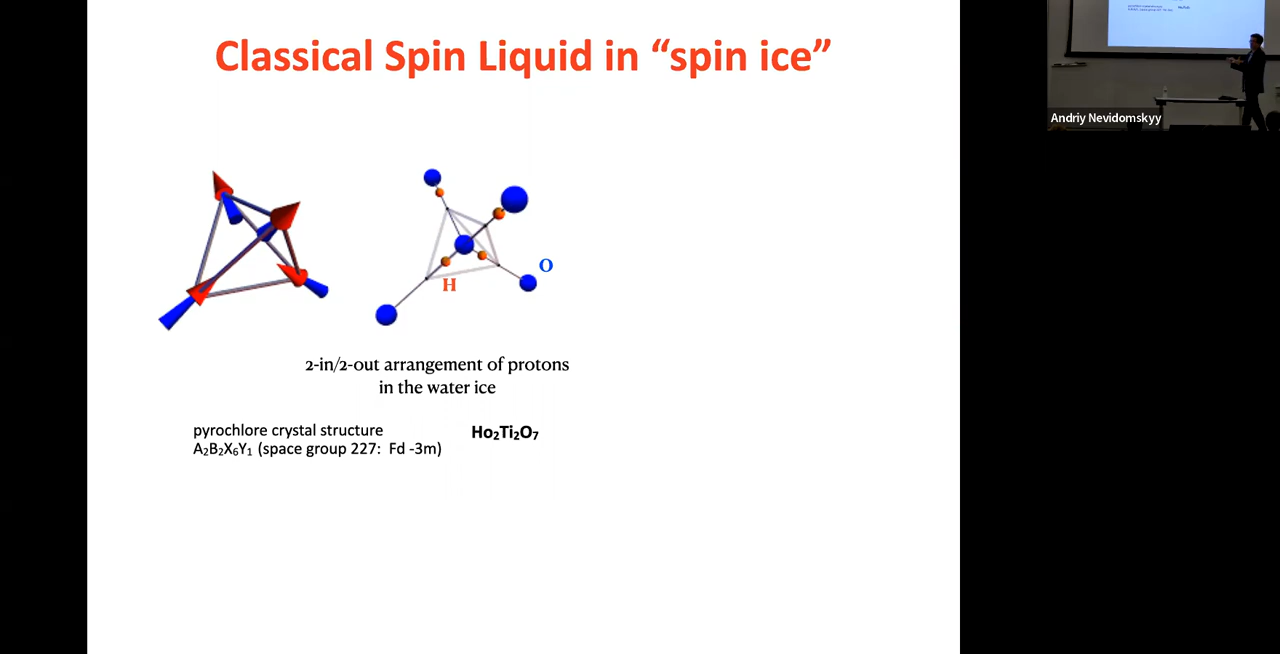 Classical Spin Liquid in “spin ice”
O
H
2-in/2-out arrangement of protons
in the water ice
pyrochlore crystal structure
A₂B₂X₆Y₁ (space group 227: Fd -3m)
Ho₂Ti₂O₇
Andriy Nevidomskyy